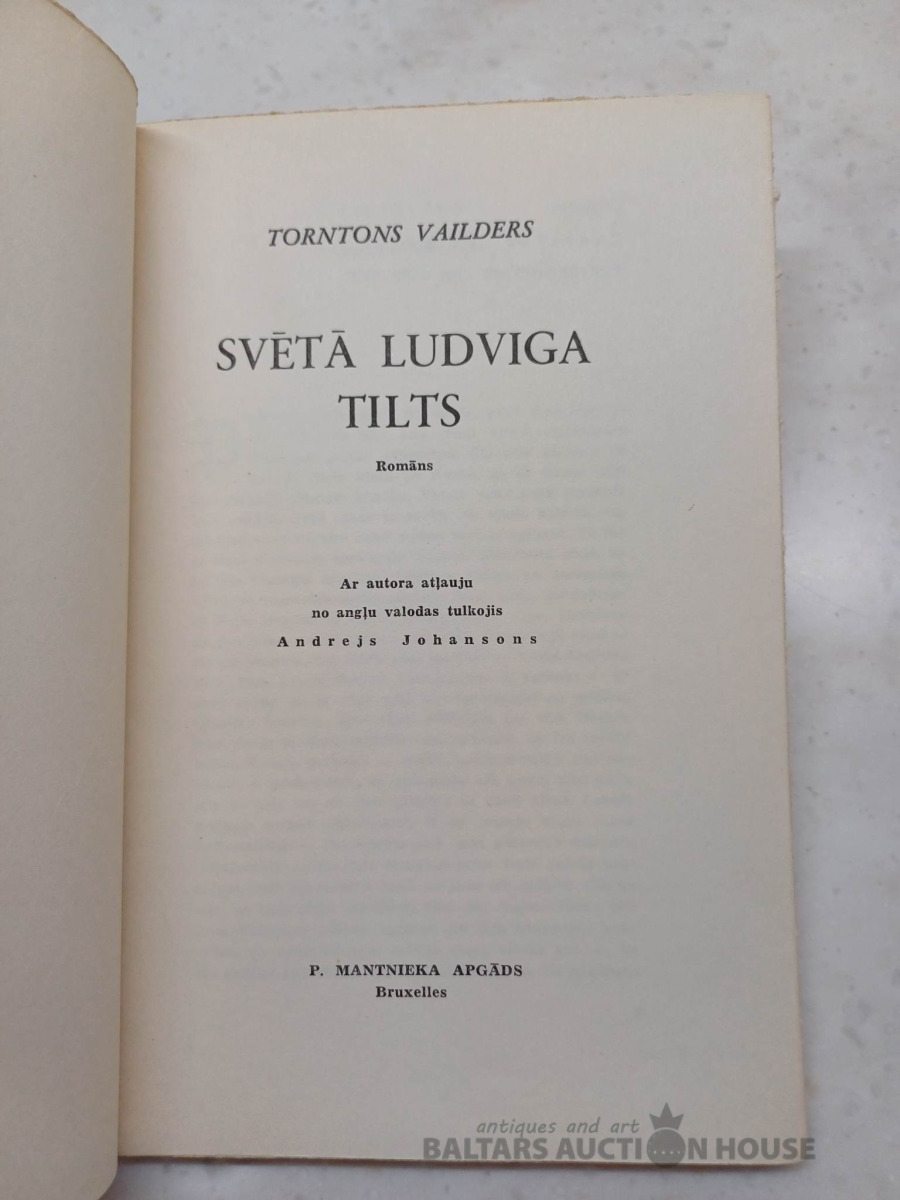 TORNTONS VAILDERS
SVĒTĀ LUDVIGA
TILTS
Romāns
Ar autora atļauju
no angļu valodas tulkojis
Andrejs Johansons
P. MANTNIEKA APGĀDS
Bruxelles
antiques and art
BALTARS AUCTION HOUSE